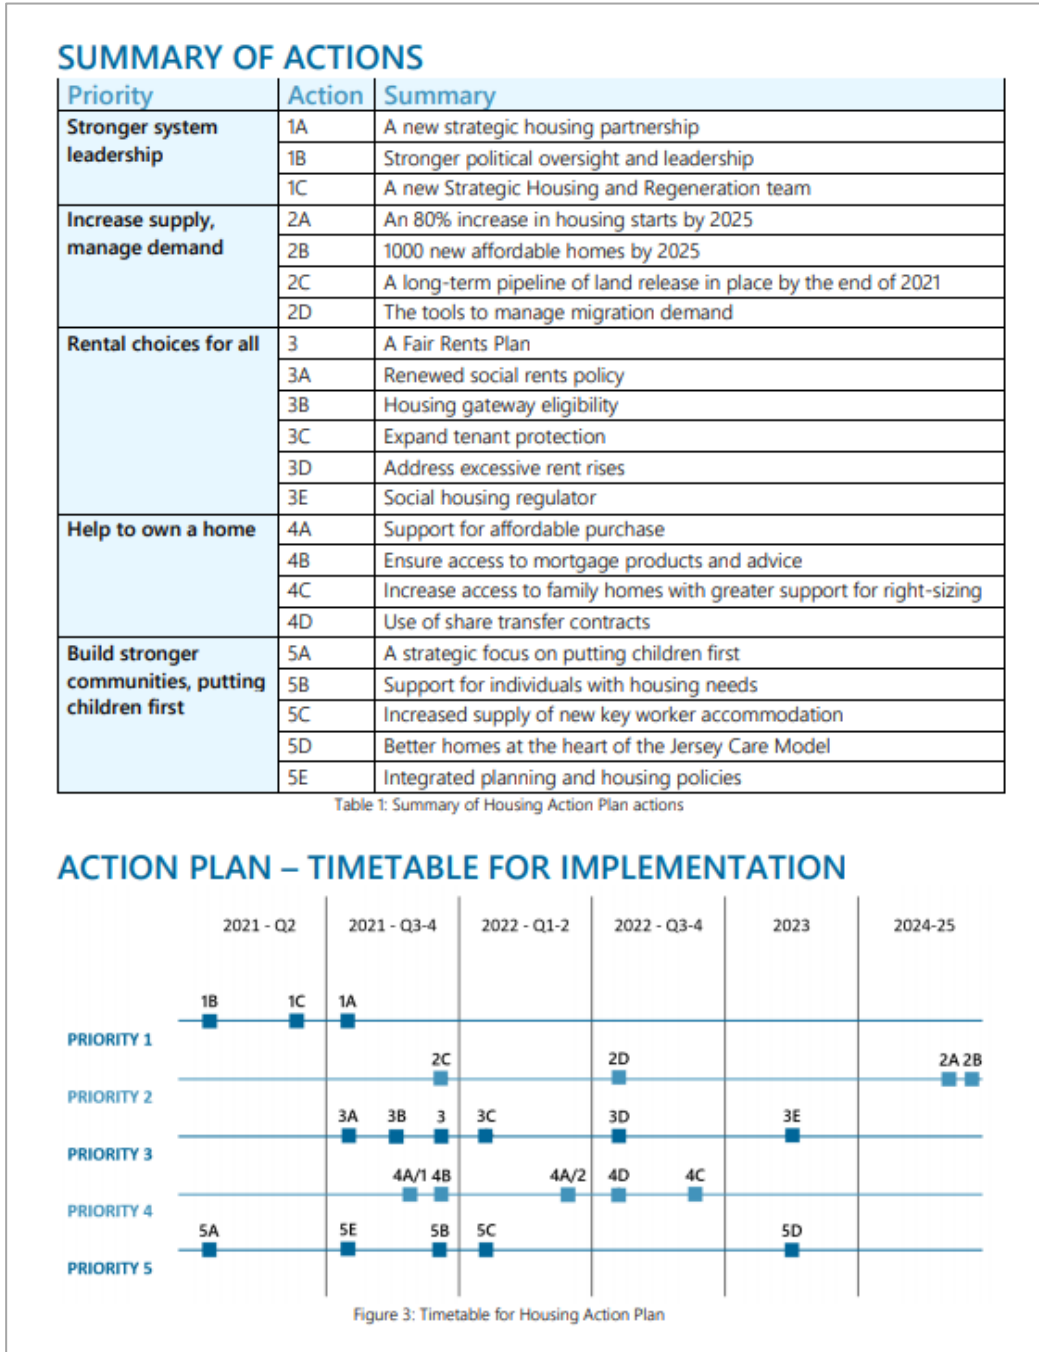 SUMMARY OF ACTIONS
Priority Action Summary
Stronger system leadership
1A A new strategic housing partnership
1B Stronger political oversight and leadership
1C A new Strategic Housing and Regeneration team
Increase supply, manage demand
2A An 80% increase in housing starts by 2025
2B 1000 new affordable homes by 2025
2C A long-term pipeline of land release in place by the end of 2021
2D The tools to manage migration demand
Rental choices for all
3 A Fair Rents Plan
3A Renewed social rents policy
3B Housing gateway eligibility
3C Expand tenant protection
3D Address excessive rent rises
3E Social housing regulator
Help to own a home
4A Support for affordable purchase
4B Ensure access to mortgage products and advice
4C Increase access to family homes with greater support for right-sizing
4D Use of share transfer contracts
Build stronger communities, putting children first
5A A strategic focus on putting children first
5B Support for individuals with housing needs
5C Increased supply of new key worker accommodation
5D Better homes at the heart of the Jersey Care Model
5E Integrated planning and housing policies
Table 1: Summary of Housing Action Plan actions
ACTION PLAN – TIMETABLE FOR IMPLEMENTATION
2021 - Q2 2021 - Q3-4 2022 - Q1-2 2022 - Q3-4 2023 2024-25
1B 1C 1A
PRIORITY 1
2C 2D 2A 2B
PRIORITY 2
3A 3B 3 3C 3D 3E
PRIORITY 3
4A/1 4B 4A/2 4D 4C
PRIORITY 4
5A 5E 5B 5C 5D
PRIORITY 5
Figure 3: Timetable for Housing Action Plan